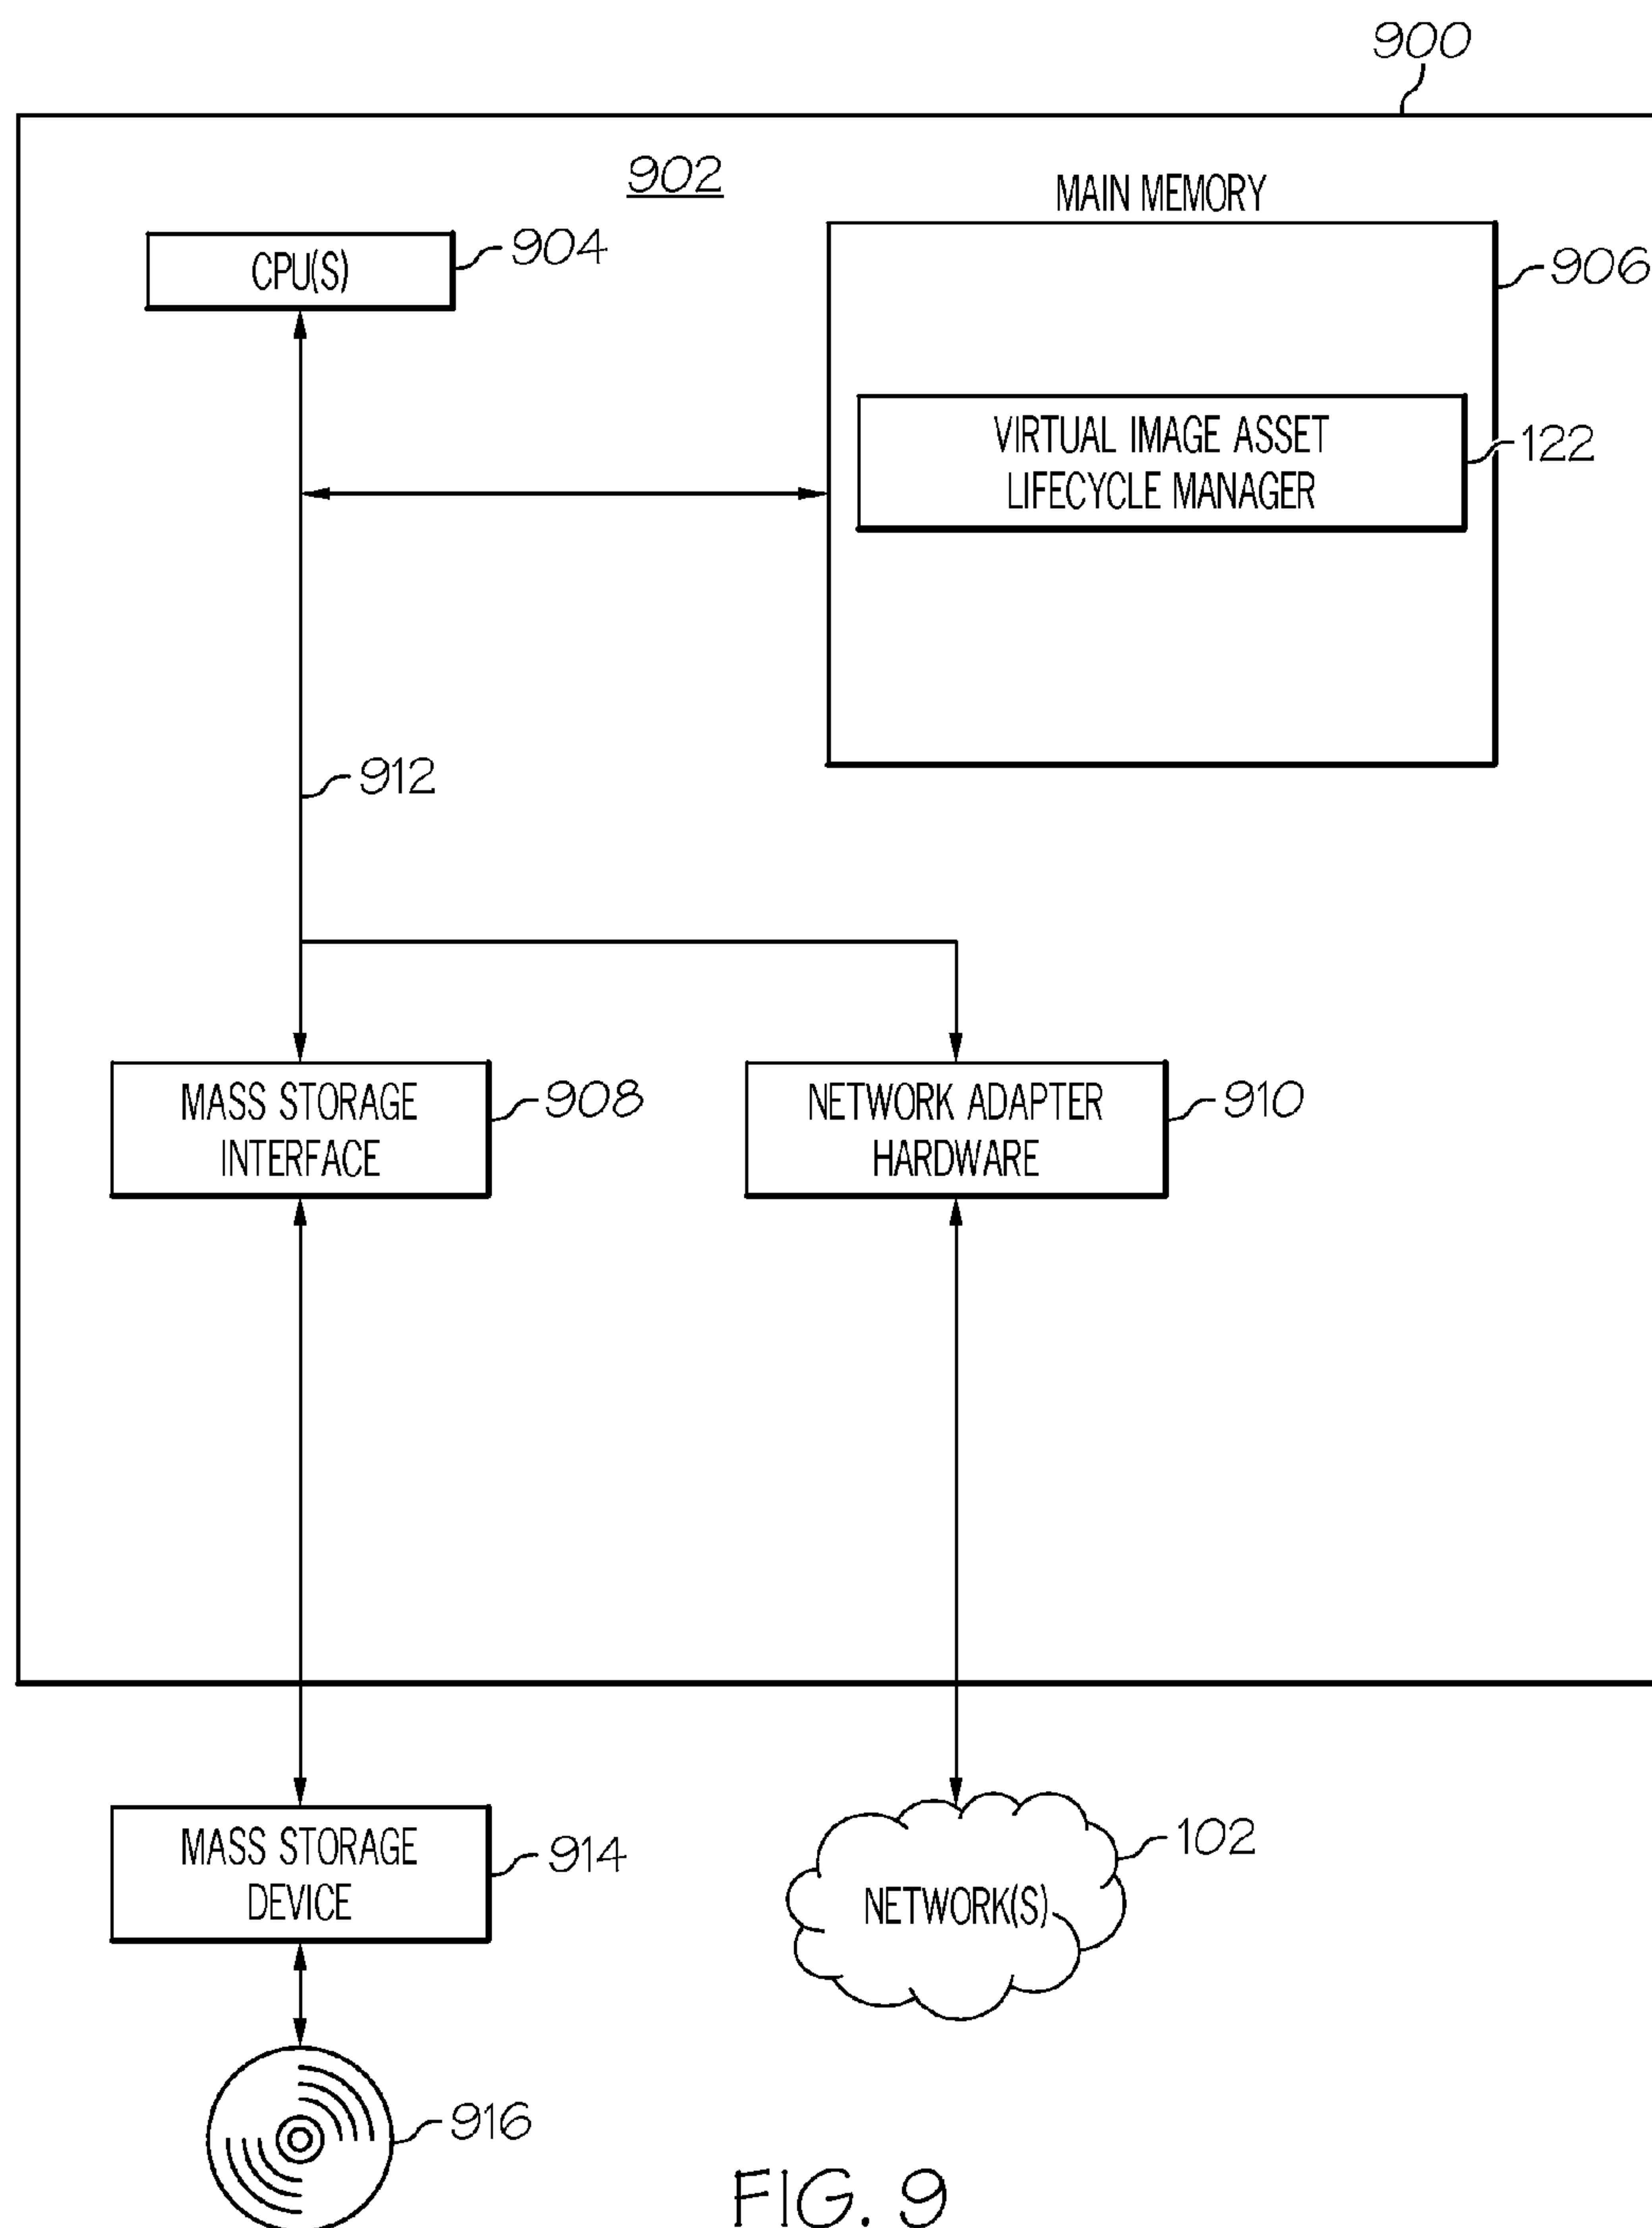 900
902
MAIN MEMORY
CPU(S)
904
906
VIRTUAL IMAGE ASSET
LIFECYCLE MANAGER
122
912
MASS STORAGE
INTERFACE
908
NETWORK ADAPTER
HARDWARE
910
MASS STORAGE
DEVICE
914
NETWORK(S)
102
916
FIG. 9